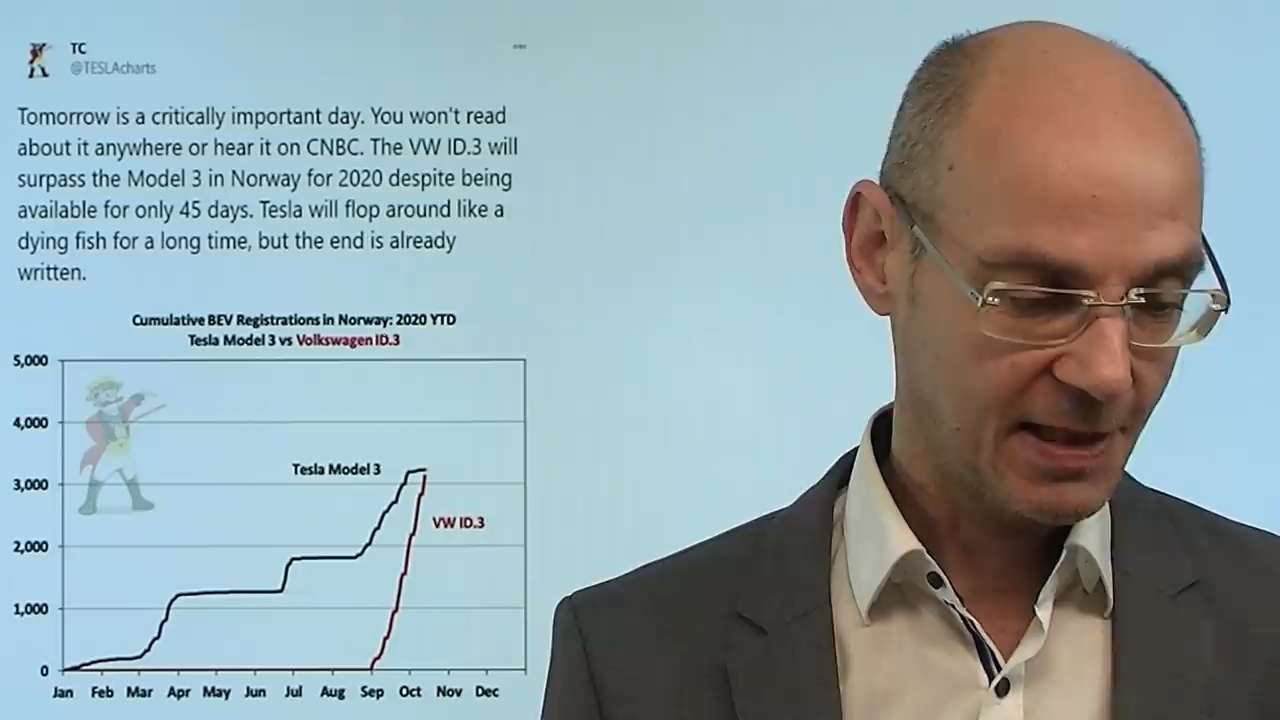 TC
@TESLAcharts
Tomorrow is a critically important day. You won't read
about it anywhere or hear it on CNBC. The VW ID.3 will
surpass the Model 3 in Norway for 2020 despite being
available for only 45 days. Tesla will flop around like a
dying fish for a long time, but the end is already
written.
Cumulative BEV Registrations in Norway: 2020 YTD
Tesla Model 3 vs Volkswagen ID.3
5,000
4,000
Tesla Model 3
3,000
VW ID.3
2,000
1,000
0
Jan Feb Mar Apr May Jun Jul Aug Sep Oct Nov Dec